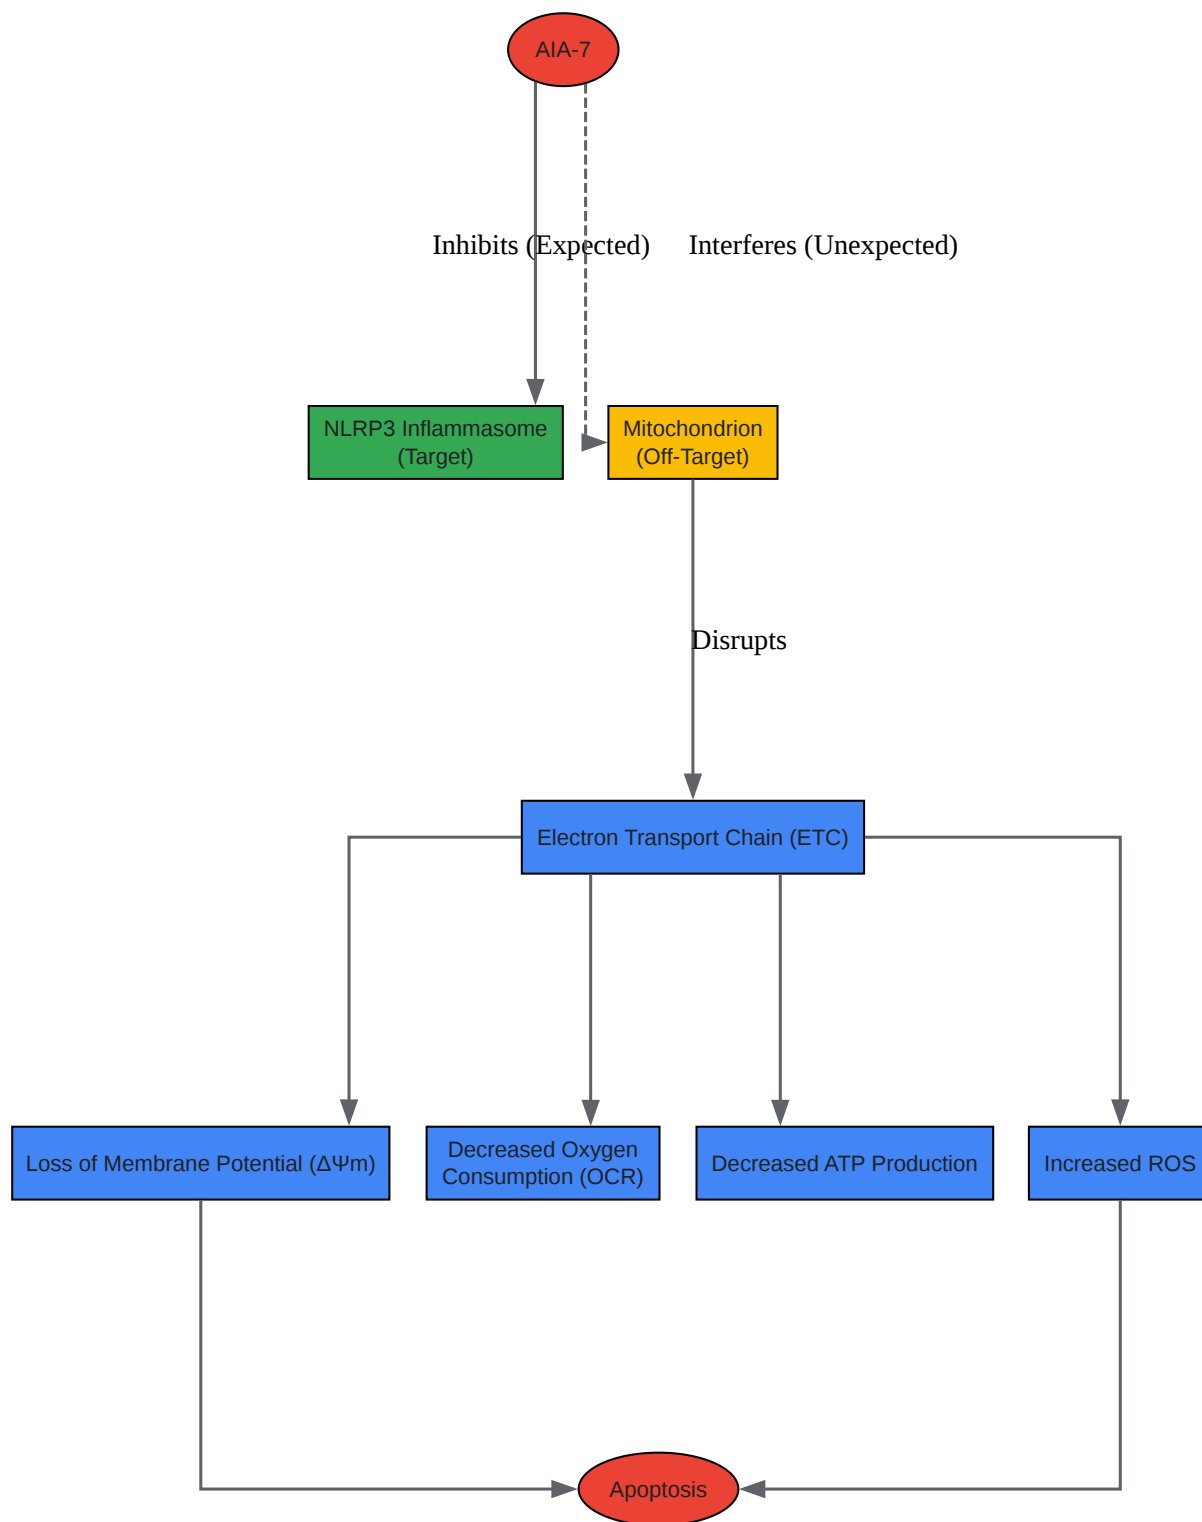 AIA-7
Inhibits (Expected)
Interferes (Unexpected)
NLRP3 Inflammasome
(Target)
Mitochondrion
(Off-Target)
Disrupts
Electron Transport Chain (ETC)
Loss of Membrane Potential (ΔΨm)
Decreased Oxygen
Consumption (OCR)
Decreased ATP Production
Increased ROS
Apoptosis